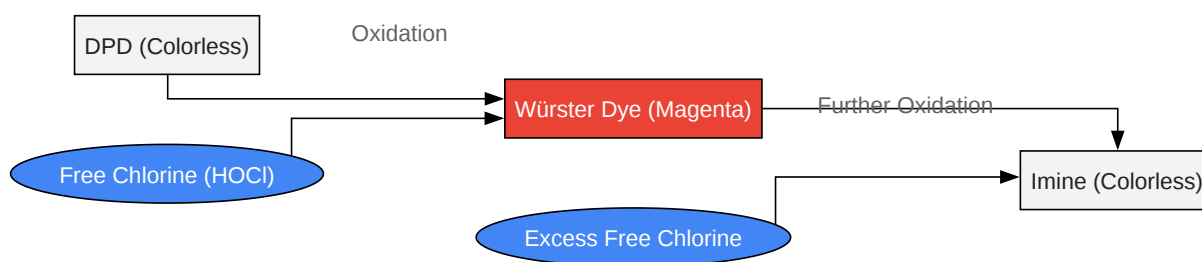 DPD (Colorless)
Oxidation
Würster Dye (Magenta)
Further Oxidation
Free Chlorine (HOCl)
Imine (Colorless)
Excess Free Chlorine